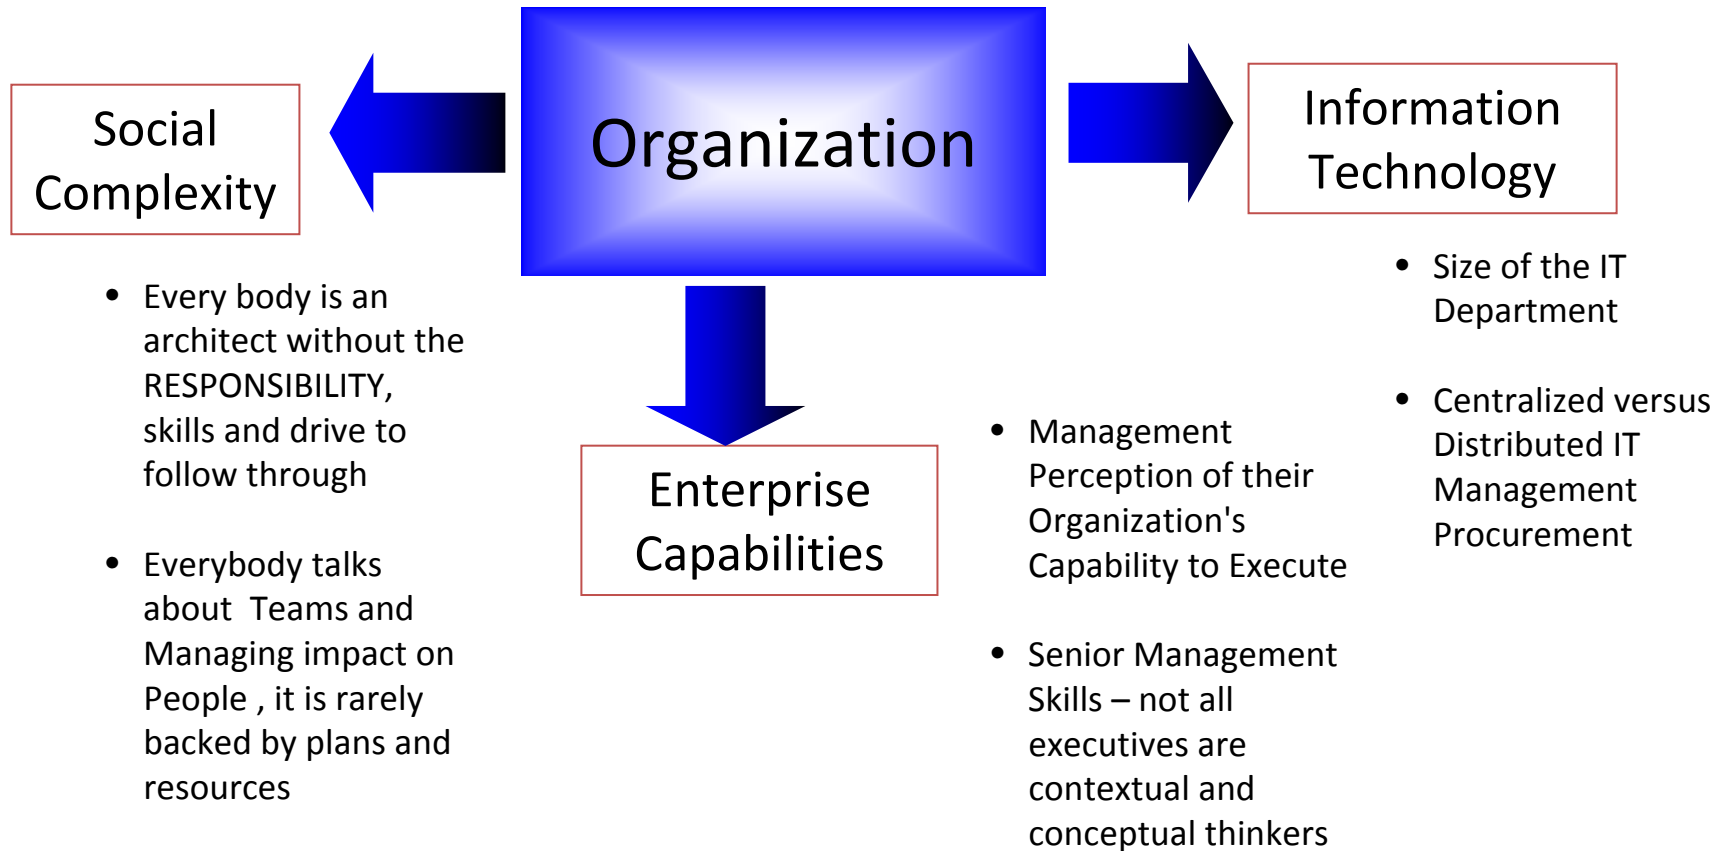 Organization
Social
Complexity
• Every body is an
architect without the
RESPONSIBILITY,
skills and drive to
follow through
• Everybody talks
about  Teams and
Managing impact on
People , it is rarely
backed by plans and
resources
Enterprise
Capabilities
• Management
Perception of their
Organization's
Capability to Execute
• Senior Management
Skills – not all
executives are
contextual and
conceptual thinkers
Information
Technology
• Size of the IT
Department
• Centralized versus
Distributed IT
Management
Procurement